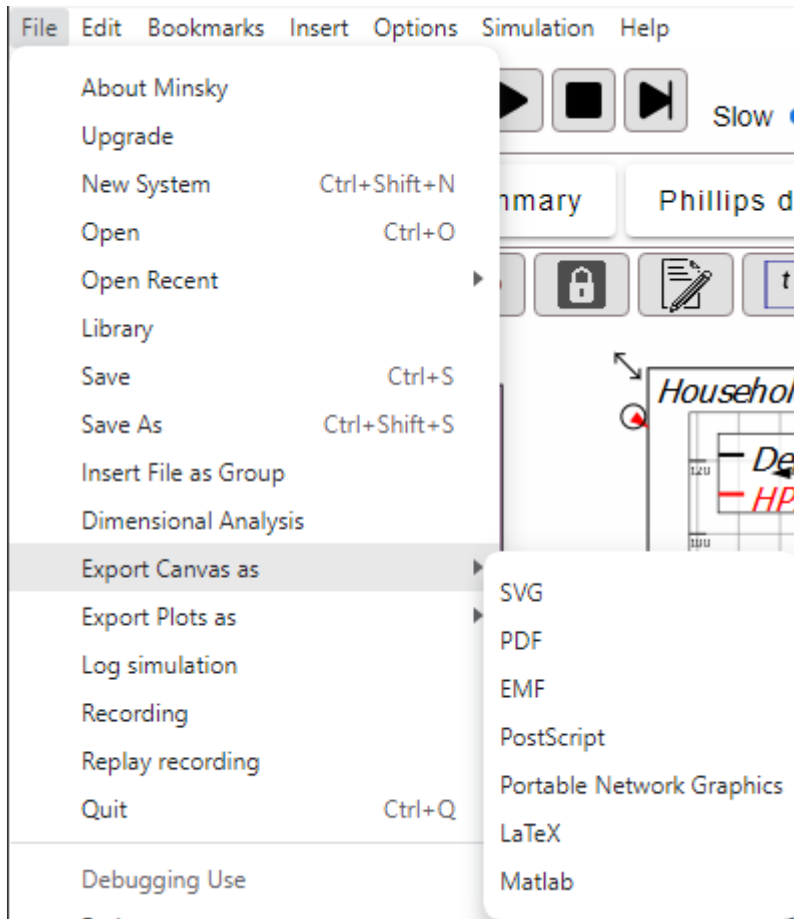 File Edit Bookmarks Insert Options Simulation Help
About Minsky
Upgrade
New System Ctrl+Shift+N
Open Ctrl+O
Open Recent
Library
Save Ctrl+S
Save As Ctrl+Shift+S
Insert File as Group
Dimensional Analysis
Export Canvas as
Export Plots as
Log simulation
Recording
Replay recording
Quit Ctrl+Q
Debugging Use
SVG
PDF
EMF
PostScript
Portable Network Graphics
LaTeX
Matlab
Slow
mmary Phillips d
t
Househol
De
HP
120